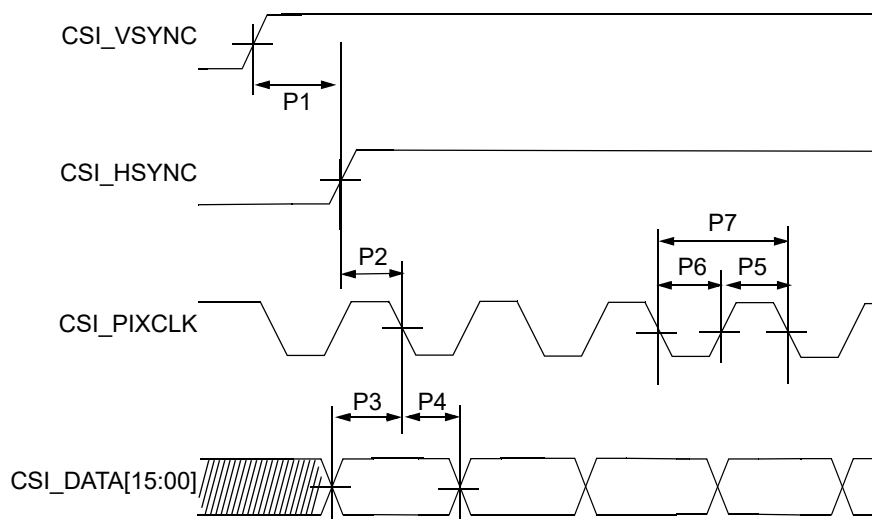 CSI_VSYNC
P1
CSI_HSYNC
P7
P2
P6
P5
CSI_PIXCLK
P3
P4
CSI_DATA[15:00]